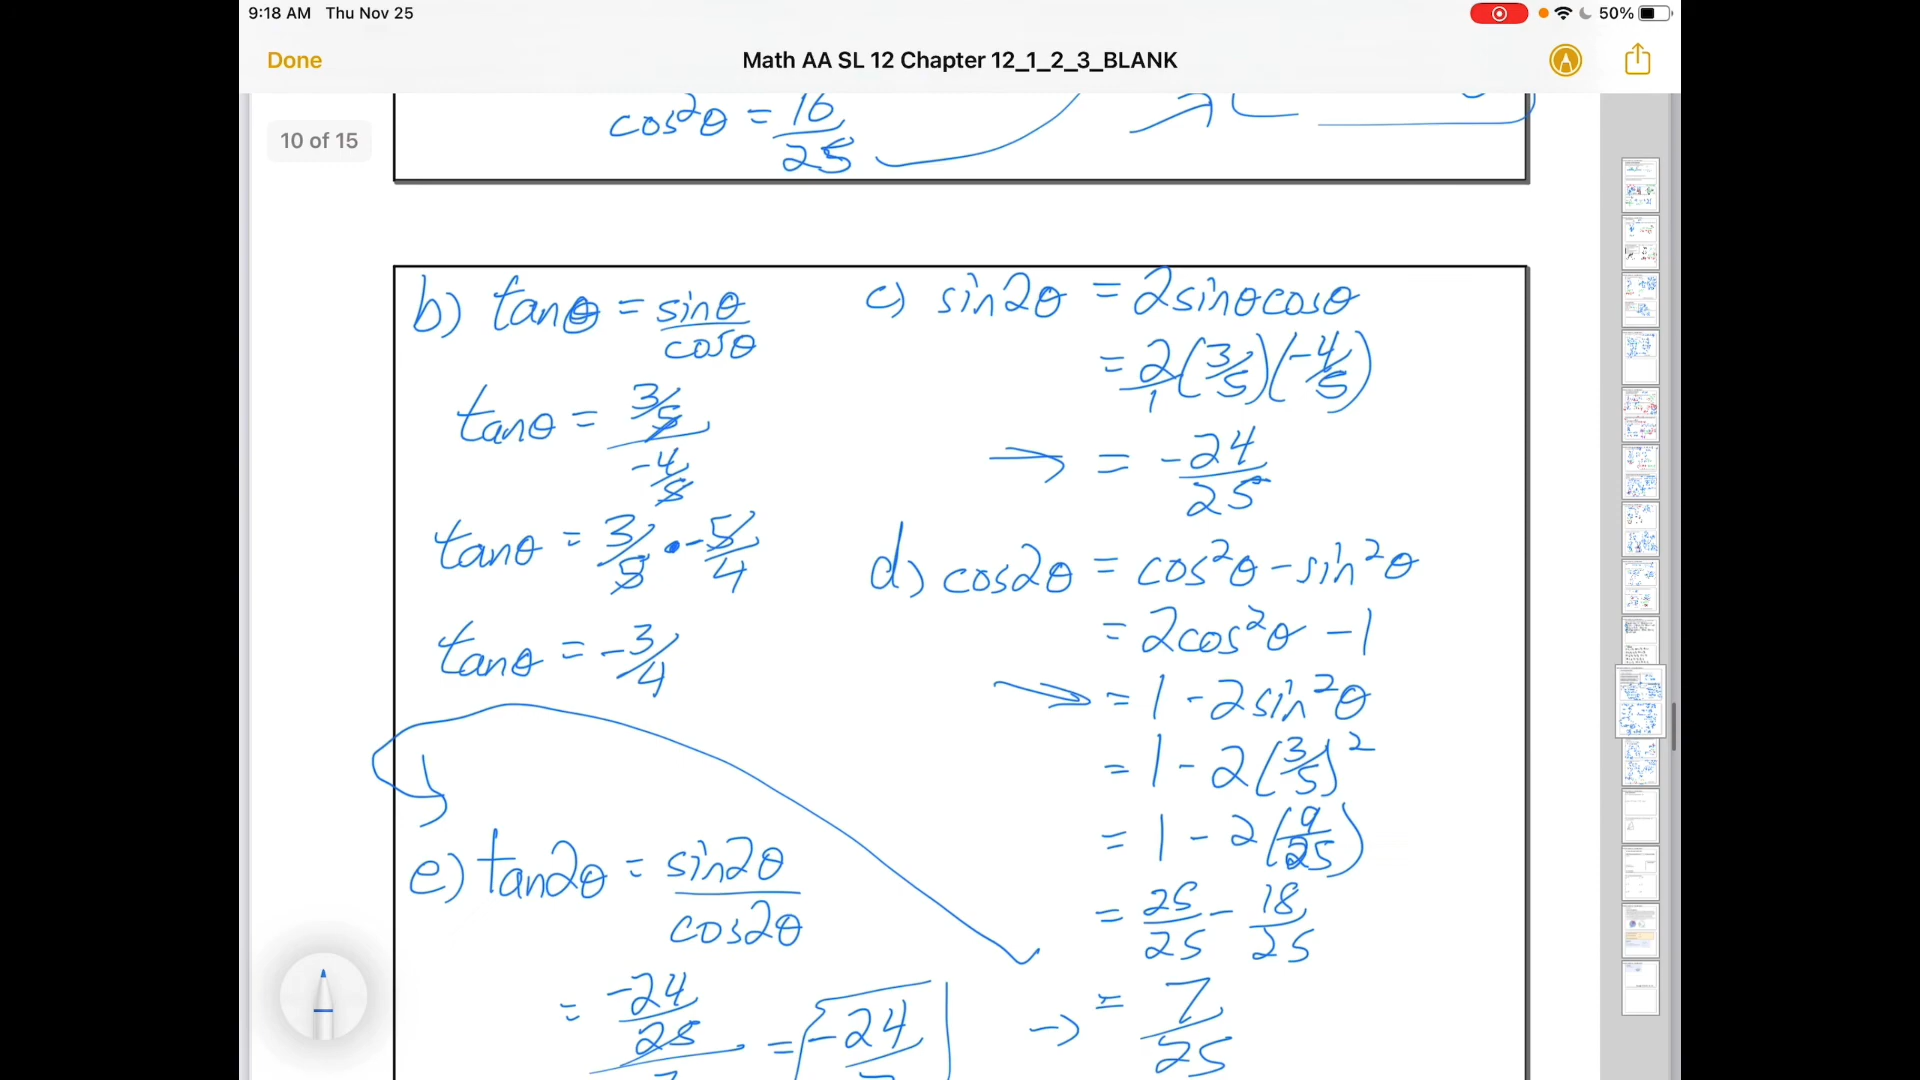 9:18 AM Thu Nov 25
50%
Done
Math AA SL 12 Chapter 12_1_2_3_BLANK
10 of 15
cos²θ = 16/25
b) tanθ = sinθ/cosθ
tanθ = (3/5)/(-4/5)
tanθ = 3/5 · -5/4
tanθ = -3/4
c) sin2θ = 2sinθcosθ
= 2/1 (3/5)(-4/5)
→ = -24/25
d) cos2θ = cos²θ - sin²θ
= 2cos²θ - 1
→ = 1 - 2sin²θ
= 1 - 2(3/5)²
= 1 - 2(9/25)
= 25/25 - 18/25
→ = 7/25
e) tan2θ = sin2θ/cos2θ
= -24/25 = -24